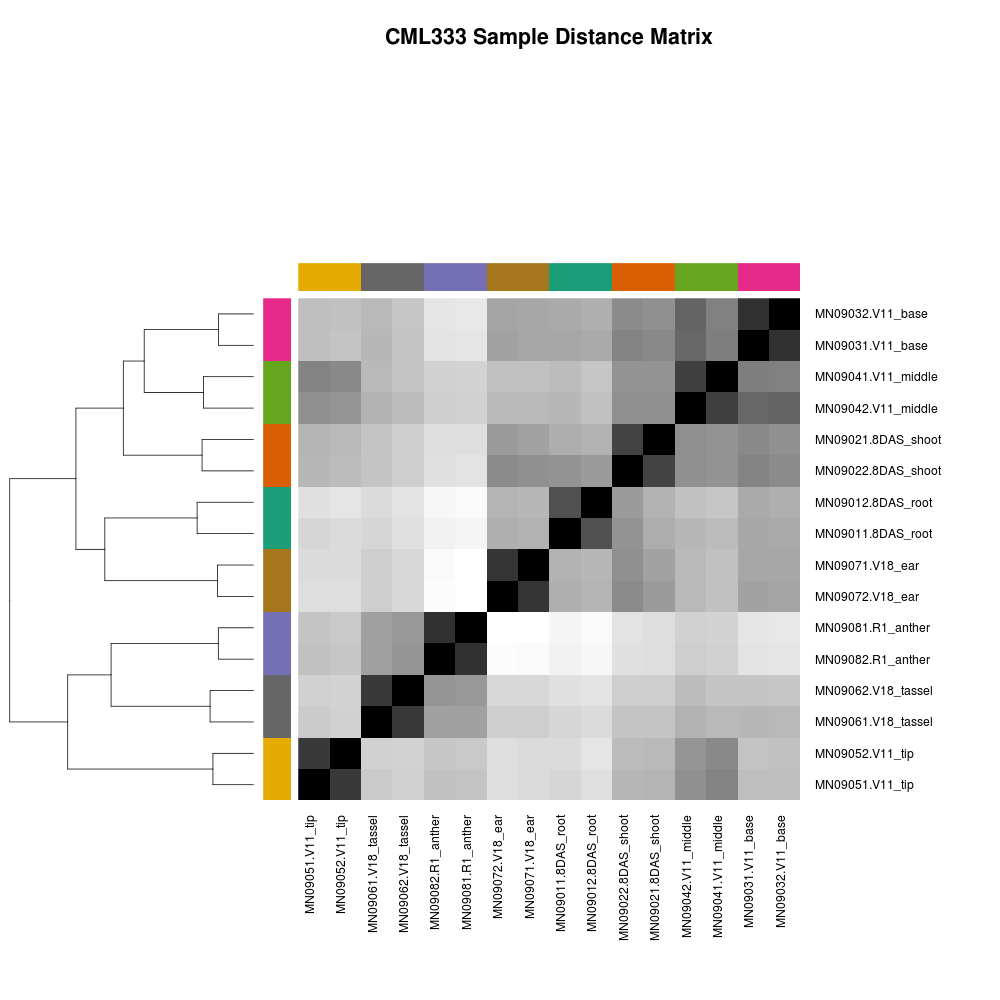 CML333 Sample Distance Matrix
MN09032.V11_base
MN09031.V11_base
MN09041.V11_middle
MN09042.V11_middle
MN09021.8DAS_shoot
MN09022.8DAS_shoot
MN09012.8DAS_root
MN09011.8DAS_root
MN09071.V18_ear
MN09072.V18_ear
MN09081.R1_anther
MN09082.R1_anther
MN09062.V18_tassel
MN09061.V18_tassel
MN09052.V11_tip
MN09051.V11_tip
MN09051.V11_tip
MN09052.V11_tip
MN09061.V18_tassel
MN09062.V18_tassel
MN09082.R1_anther
MN09081.R1_anther
MN09072.V18_ear
MN09071.V18_ear
MN09011.8DAS_root
MN09012.8DAS_root
MN09022.8DAS_shoot
MN09021.8DAS_shoot
MN09042.V11_middle
MN09041.V11_middle
MN09031.V11_base
MN09032.V11_base